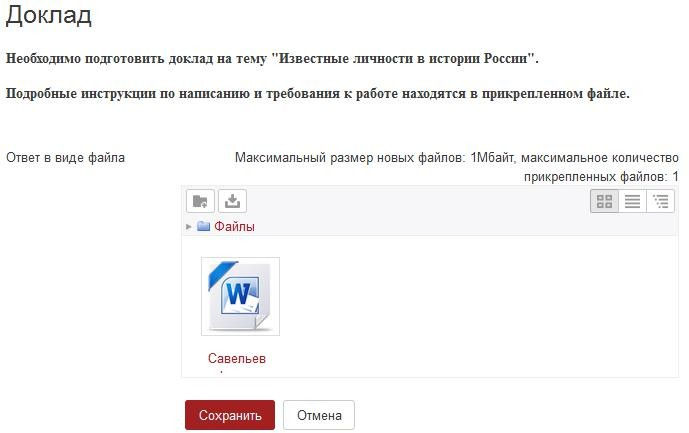 Доклад
Необходимо подготовить доклад на тему "Известные личности в истории России".
Подробные инструкции по написанию и требования к работе находятся в прикрепленном файле.
Ответ в виде файла
Максимальный размер новых файлов: 1Мбайт, максимальное количество
прикрепленных файлов: 1
Файлы
W
Савельев
Сохранить
Отмена